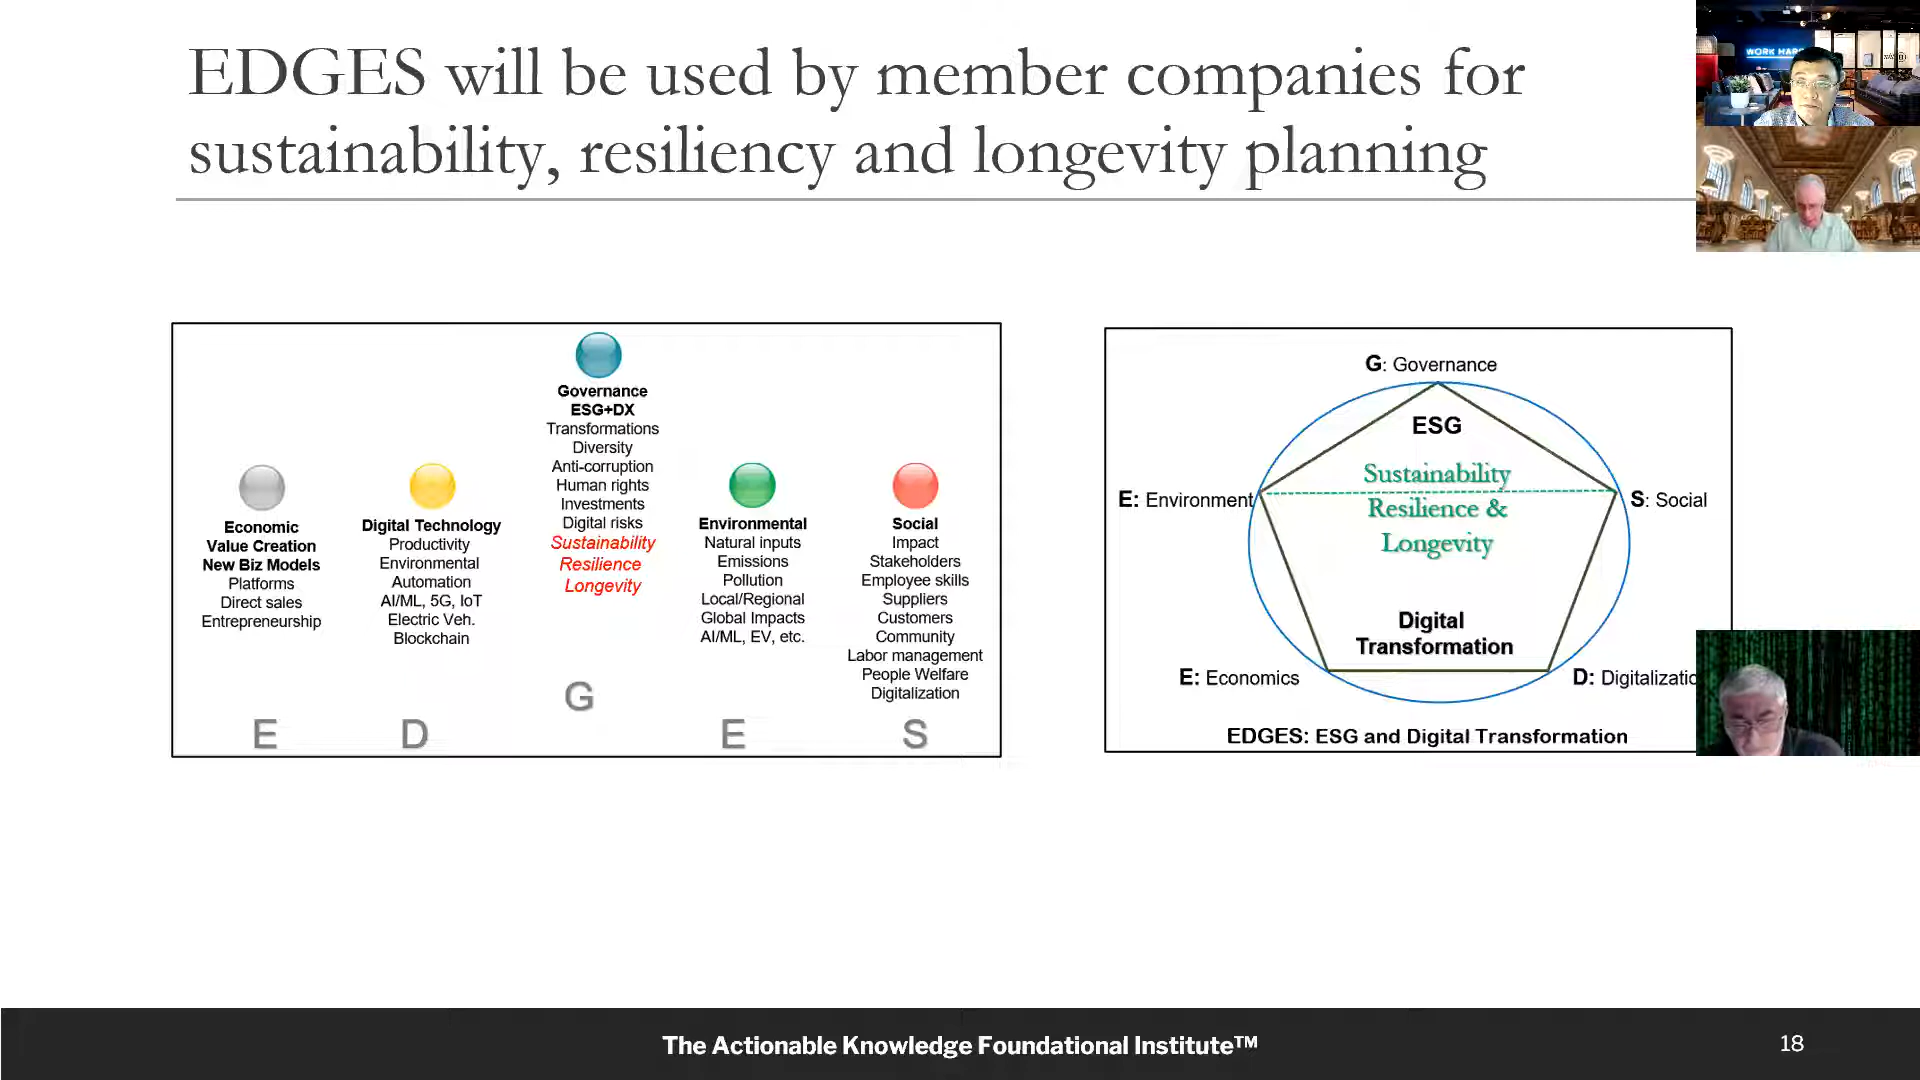 EDGES will be used by member companies for
sustainability, resiliency and longevity planning
WORK HAR
Governance
ESG+DX
Transformations
Diversity
Anti-corruption
Human rights
Investments
Digital risks
Sustainability
Resilience
Longevity
Economic
Value Creation
New Biz Models
Platforms
Direct sales
Entrepreneurship
Digital Technology
Productivity
Environmental
Automation
AI/ML, 5G, IoT
Electric Veh.
Blockchain
Environmental
Natural inputs
Emissions
Pollution
Local/Regional
Global Impacts
AI/ML, EV, etc.
Social
Impact
Stakeholders
Employee skills
Suppliers
Customers
Community
Labor management
People Welfare
Digitalization
E D G E S
G: Governance
ESG
Sustainability
E: Environment
S: Social
Resilience &
Longevity
Digital
Transformation
E: Economics
D: Digitalizatio
EDGES: ESG and Digital Transformation
The Actionable Knowledge Foundational Institute™
18